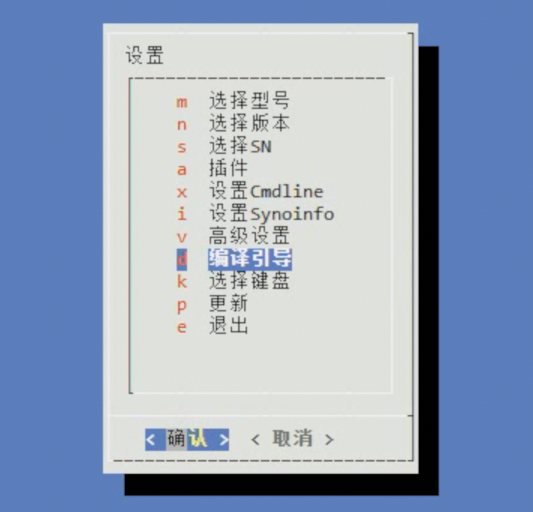 设置
m 选择型号
n 选择版本
s 选择SN
a 插件
x 设置Cmdline
i 设置Synoinfo
v 高级设置
d 编译引导
k 选择键盘
p 更新
e 退出
< 确认 > < 取消 >